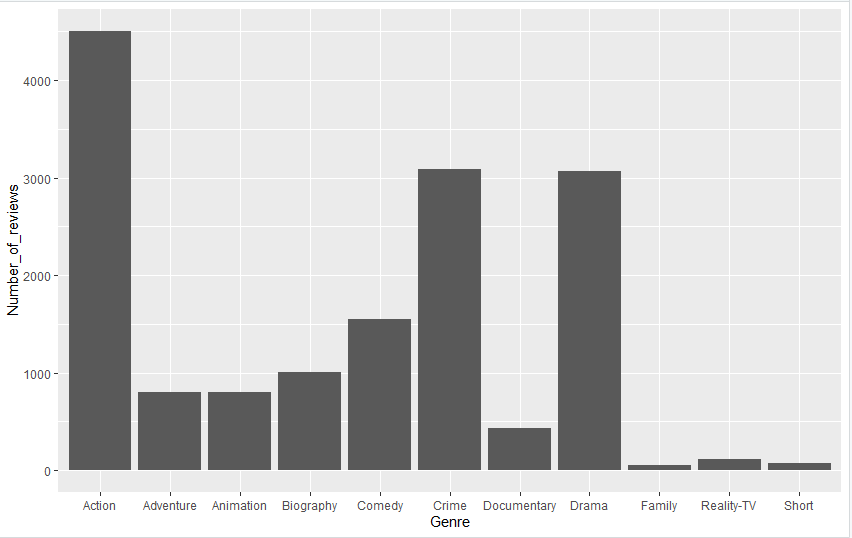 Number_of_reviews
4000
3000
2000
1000
0
Action Adventure Animation Biography Comedy Crime Documentary Drama Family Reality-TV Short
Genre